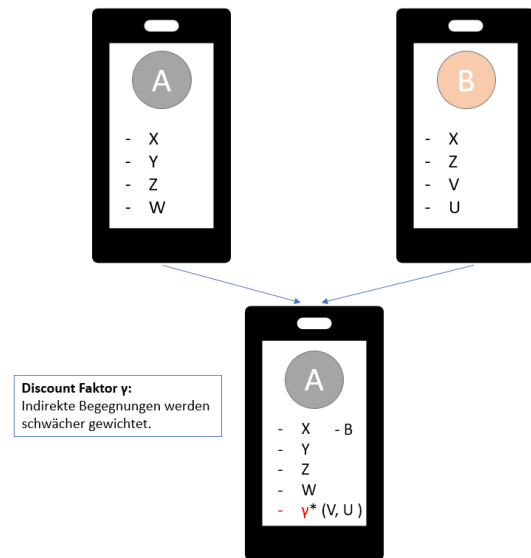 A
- X
- Y
- Z
- W
B
- X
- Z
- V
- U
Discount Faktor γ:
Indirekte Begegnungen werden
schwächer gewichtet.
A
- X - B
- Y
- Z
- W
- γ* (V, U )